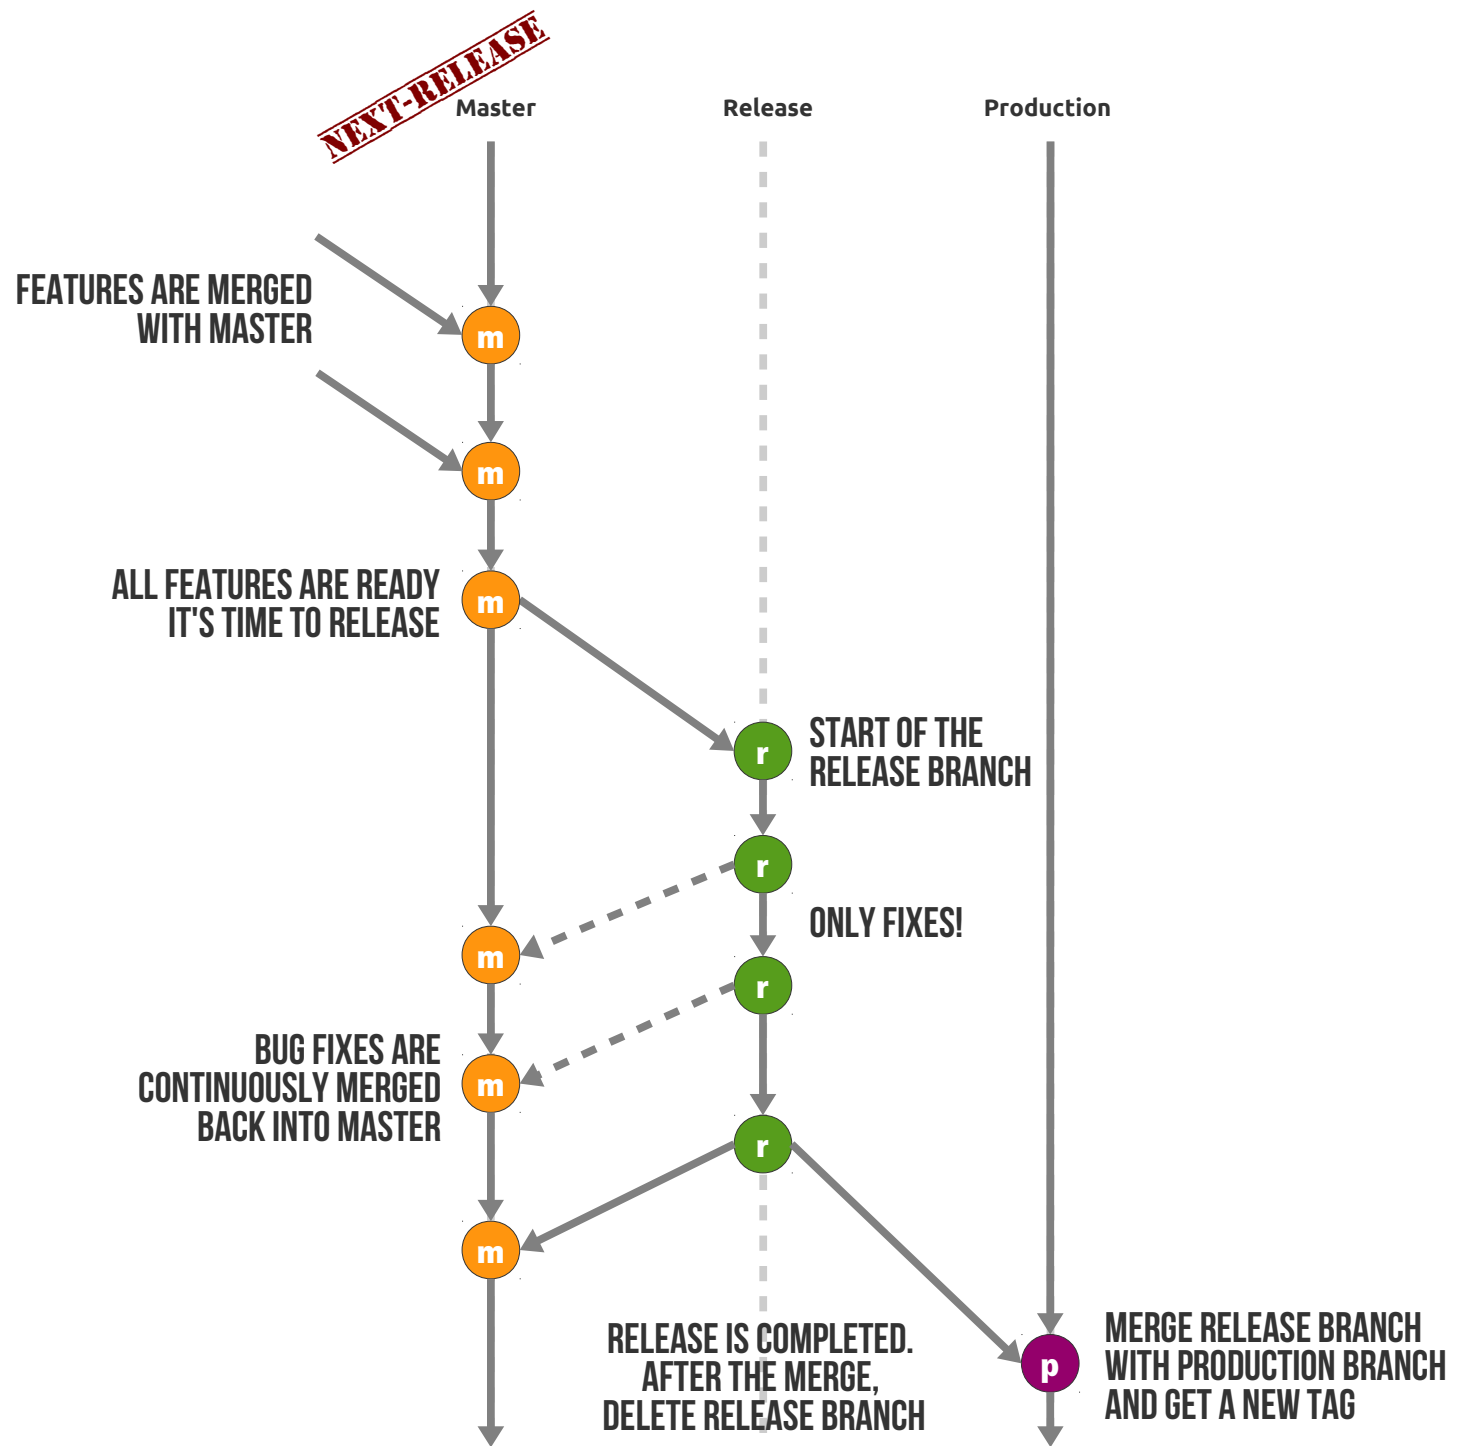 NEXT-RELEASE
Master
Release
Production
FEATURES ARE MERGED
WITH MASTER
m
m
ALL FEATURES ARE READY
IT'S TIME TO RELEASE
m
r
START OF THE
RELEASE BRANCH
r
ONLY FIXES!
m
r
BUG FIXES ARE
CONTINUOUSLY MERGED
BACK INTO MASTER
m
r
m
RELEASE IS COMPLETED.
AFTER THE MERGE,
DELETE RELEASE BRANCH
p
MERGE RELEASE BRANCH
WITH PRODUCTION BRANCH
AND GET A NEW TAG